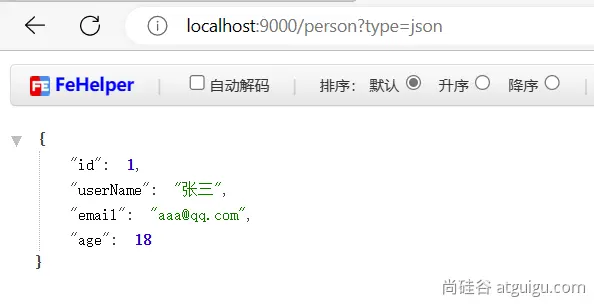 localhost:9000/person?type=json
FeHelper | 自动解码 | 排序: 默认 升序 降序 |
{
"id": 1,
"userName": "张三",
"email": "aaa@qq.com",
"age": 18
}
尚硅谷 atguigu.com